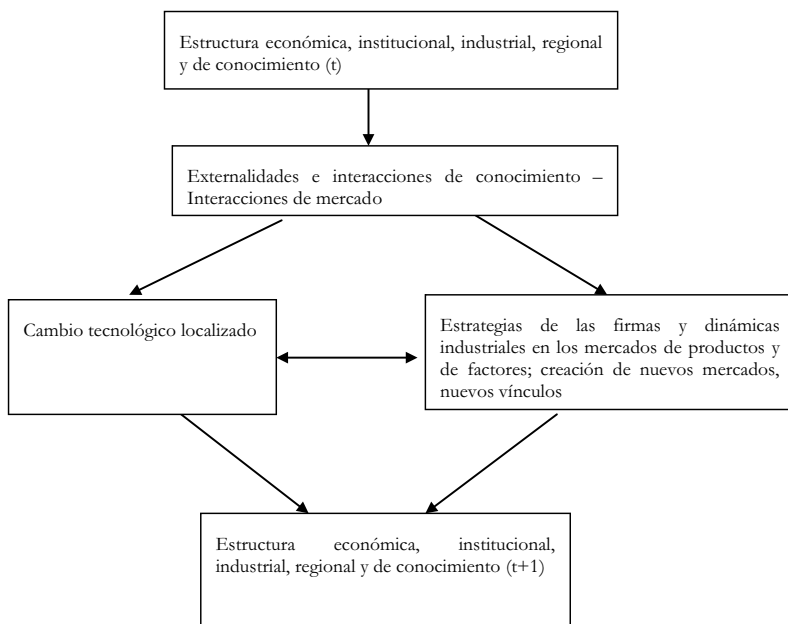 Estructura económica, institucional, industrial, regional
y de conocimiento (t)
Externalidades e interacciones de conocimiento –
Interacciones de mercado
Cambio tecnológico localizado
Estrategias de las firmas y dinámicas
industriales en los mercados de productos y
de factores; creación de nuevos mercados,
nuevos vínculos
Estructura económica, institucional,
industrial, regional y de conocimiento (t+1)